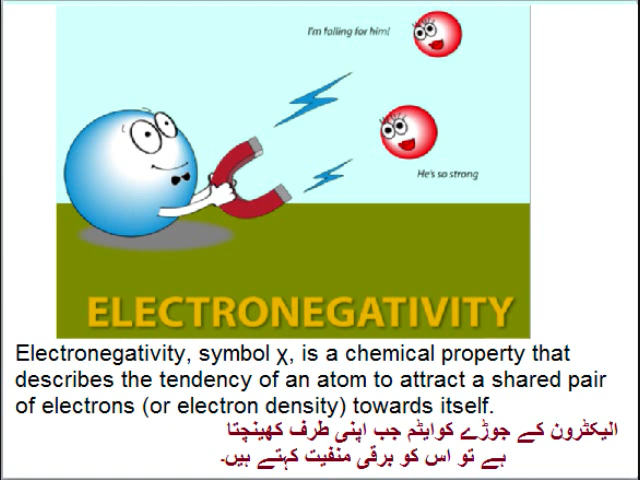 I'm falling for him!
He's so strong
ELECTRONEGATIVITY
Electronegativity, symbol χ, is a chemical property that
describes the tendency of an atom to attract a shared pair
of electrons (or electron density) towards itself.
الیکٹرون کے جوڑے کوایٹم جب اپنی طرف کھینچتا
ہے تو اس کو برقی منفیت کہتے ہیں۔